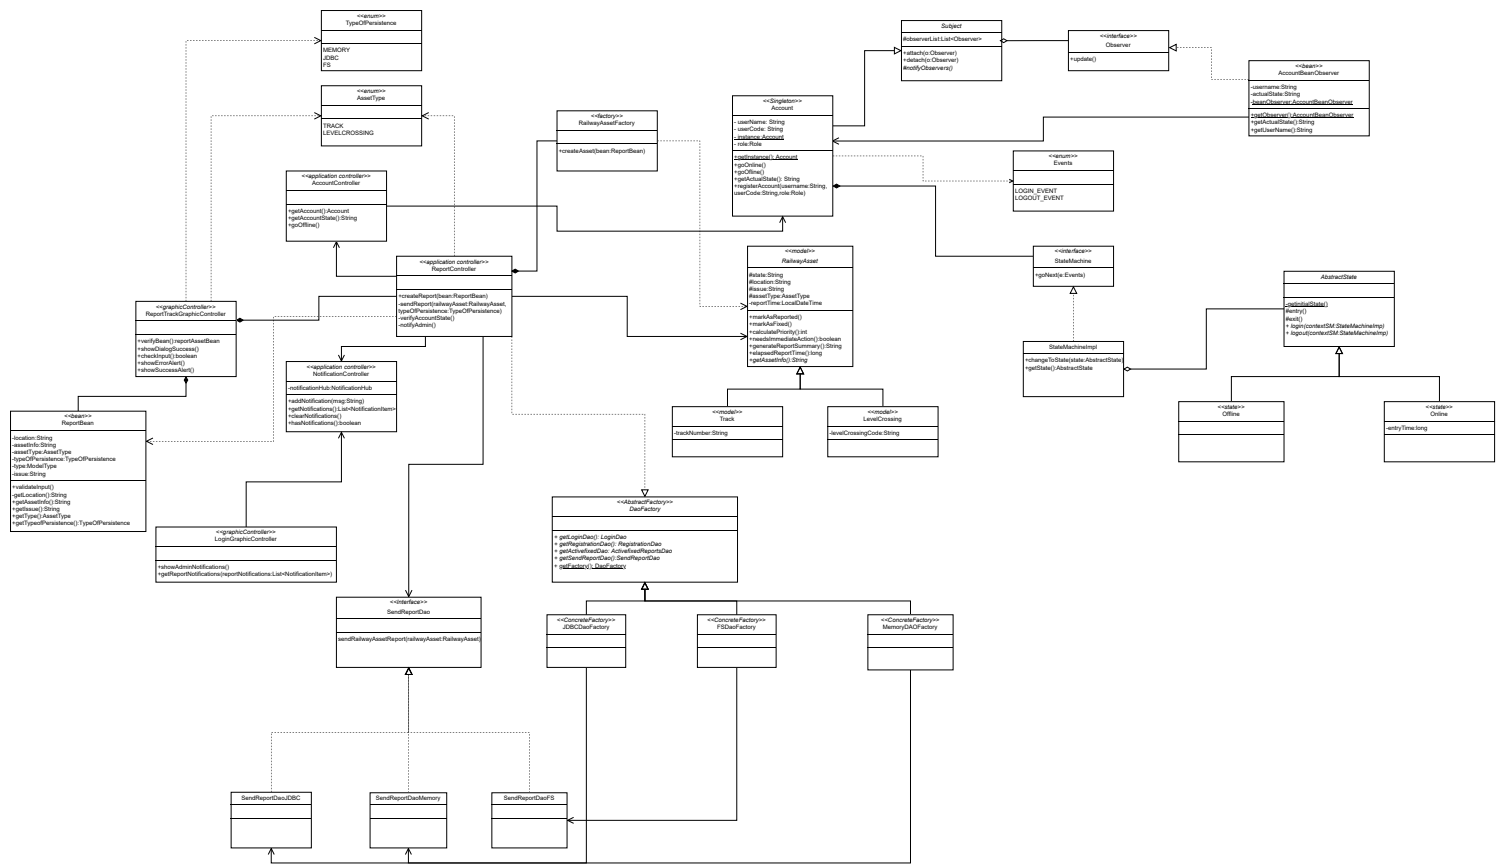 <<enum>>
TypeOfPersistence
MEMORY
JDBC
FS
<<enum>>
AssetType
TRACK
LEVELCROSSING
<<factory>>
RailwayAssetFactory
+createAsset(bean:ReportBean)
<<Singleton>>
Account
- userName: String
- userCode: String
- instance:Account
- role:Role
+getInstance(): Account
+goOnline()
+goOfline()
+getActualState(): String
+registerAccount(username:String,
userCode:String,role:Role)
Subject
#observerList:List<Observer>
+attach(o:Observer)
+detach(o:Observer)
#notifyObservers()
<<interface>>
Observer
+update()
<<bean>>
AccountBeanObserver
-username:String
-actualState:String
-beanObserver:AccountBeanObserver
+getObserver():AccountBeanObserver
+getActualState():String
+getUserName():String
<<enum>>
Events
LOGIN_EVENT
LOGOUT_EVENT
<<application controller>>
AccountController
+getAccount():Account
+getAccountState():String
+goOffline()
<<application controller>>
ReportController
+createReport(bean:ReportBean)
-sendReport(railwayAsset:RailwayAsset,
typeOfPersistence:TypeOfPersistence)
-verifyAccountState()
-notifyAdmin()
<<model>>
RailwayAsset
#state:String
#location:String
#issue:String
#assetType:AssetType
-reportTime:LocalDateTime
+markAsReported()
+markAsFixed()
+calculatePriority():int
+needsImmediateAction():boolean
+generateReportSummary():String
+elapsedReportTime():long
+getAssetInfo():String
<<interface>>
StateMachine
+goNext(e:Events)
AbstractState
-getinitialState()
#entry()
#exit()
+ login(contextSM:StateMachineImp)
+ logout(contextSM:StateMachineImp)
<<graphicController>>
ReportTrackGraphicController
+verifyBean():reportAssetBean
+showDialogSuccess()
+checkInput():boolean
+showErrorAlert()
+showSuccessAlert()
<<application controller>>
NotificationController
-notificationHub:NotificationHub
+addNotification(msg:String)
+getNotifications():List<NotificationItem>
+clearNotifications()
+hasNotifications():boolean
StateMachineImpl
+changeToState(state:AbstractState)
+getState():AbstractState
<<model>>
Track
-trackNumber:String
<<model>>
LevelCrossing
-levelCrossingCode:String
<<state>>
Offline
<<state>>
Online
-entryTime:long
<<bean>>
ReportBean
-location:String
-assetInfo:String
-assetType:AssetType
-typeOfPersistence:TypeOfPersistence
-type:ModelType
-issue:String
+validateInput()
-getLocation():String
+getAssetInfo():String
+getIssue():String
+getType():AssetType
+getTypeofPersistence():TypeOfPersistence
<<graphicController>>
LoginGraphicController
+showAdminNotifications()
+getReportNotifications(reportNotifications:List<NotificationItem>)
<<AbstractFactory>>
DaoFactory
+ getLoginDao(): LoginDao
+ getRegistrationDao(): RegistrationDao
+ getActivefixedDao: ActivefixedReportsDao
+ getSendReportDao():SendReportDao
+ getFactory(): DaoFactory
<<Interface>>
SendReportDao
sendRailwayAssetReport(railwayAsset:RailwayAsset)
<<ConcreteFactory>>
JDBCDaoFactory
<<ConcreteFactory>>
FSDaoFactory
<<ConcreteFactory>>
MemoryDAOFactory
SendReportDaoJDBC
SendReportDaoMemory
SendReportDaoFS